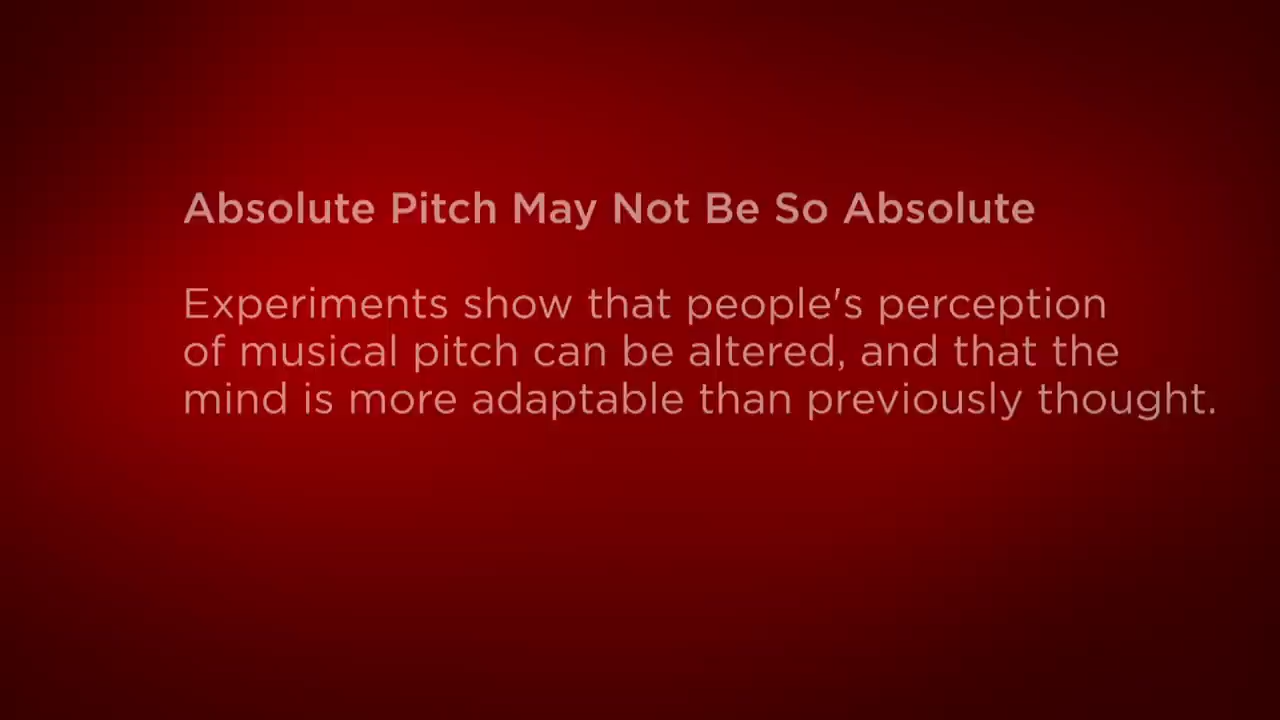 Absolute Pitch May Not Be So Absolute
Experiments show that people's perception
of musical pitch can be altered, and that the
mind is more adaptable than previously thought.